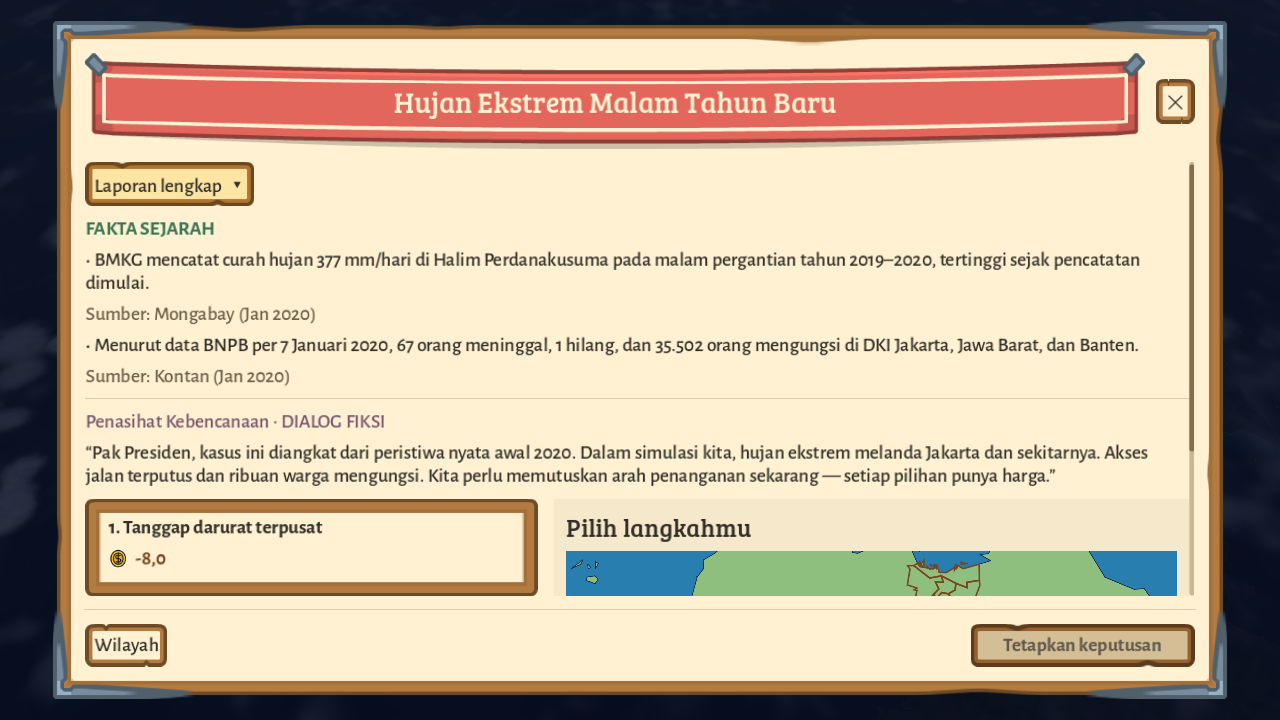 Hujan Ekstrem Malam Tahun Baru
Laporan lengkap
FAKTA SEJARAH
· BMKG mencatat curah hujan 377 mm/hari di Halim Perdanakusuma pada malam pergantian tahun 2019–2020, tertinggi sejak pencatatan
dimulai.
Sumber: Mongabay (Jan 2020)
· Menurut data BNPB per 7 Januari 2020, 67 orang meninggal, 1 hilang, dan 35.502 orang mengungsi di DKI Jakarta, Jawa Barat, dan Banten.
Sumber: Kontan (Jan 2020)
Penasihat Kebencanaan · DIALOG FIKSI
“Pak Presiden, kasus ini diangkat dari peristiwa nyata awal 2020. Dalam simulasi kita, hujan ekstrem melanda Jakarta dan sekitarnya. Akses
jalan terputus dan ribuan warga mengungsi. Kita perlu memutuskan arah penanganan sekarang — setiap pilihan punya harga.”
1. Tanggap darurat terpusat
-8,0
Pilih langkahmu
Wilayah
Tetapkan keputusan